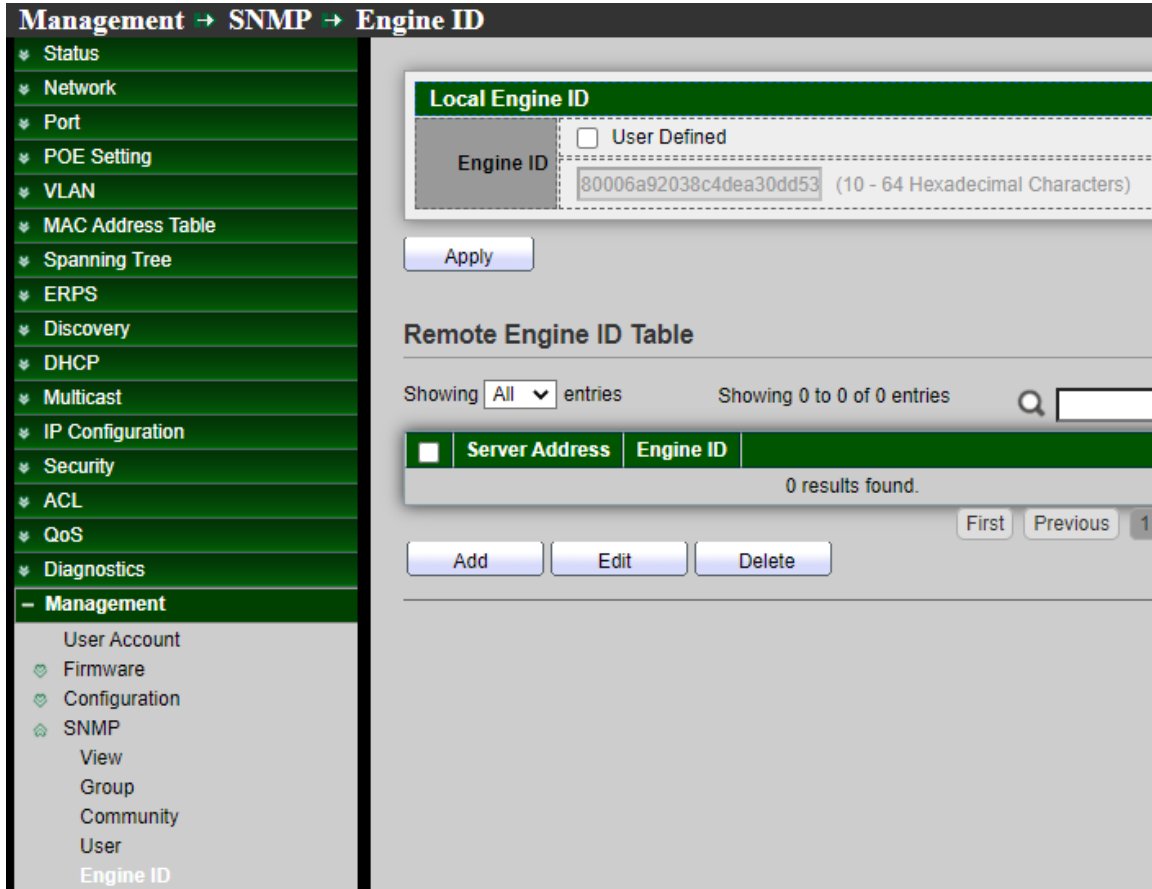 Management → SNMP → Engine ID
Status
Network
Port
POE Setting
VLAN
MAC Address Table
Spanning Tree
ERPS
Discovery
DHCP
Multicast
IP Configuration
Security
ACL
QoS
Diagnostics
Management
User Account
Firmware
Configuration
SNMP
View
Group
Community
User
Engine ID
Local Engine ID
Engine ID
User Defined
80006a92038c4dea30dd53 (10 - 64 Hexadecimal Characters)
Apply
Remote Engine ID Table
Showing All entries Showing 0 to 0 of 0 entries
Server Address Engine ID
0 results found.
First Previous 1
Add Edit Delete